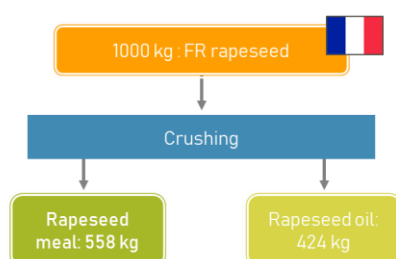 1000 kg : FR rapeseed
Crushing
Rapeseed
meal: 558 kg
Rapeseed oil:
424 kg